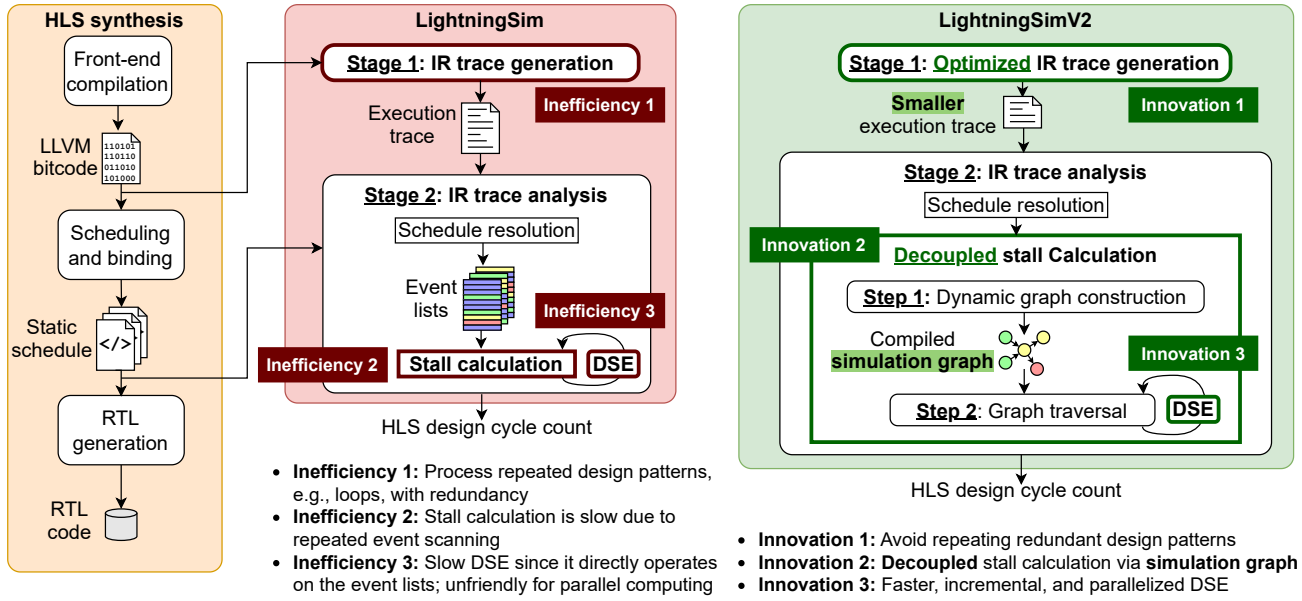 HLS synthesis
Front-end
compilation
LLVM
bitcode
110101
110110
011010
101000
Scheduling
and binding
Static
schedule
</>
RTL
generation
RTL
code
LightningSim
Stage 1: IR trace generation
Inefficiency 1
Execution
trace
Stage 2: IR trace analysis
Schedule resolution
Event
lists
Inefficiency 3
Inefficiency 2
Stall calculation
DSE
HLS design cycle count
• Inefficiency 1: Process repeated design patterns,
e.g., loops, with redundancy
• Inefficiency 2: Stall calculation is slow due to
repeated event scanning
• Inefficiency 3: Slow DSE since it directly operates
on the event lists; unfriendly for parallel computing
LightningSimV2
Stage 1: Optimized IR trace generation
Smaller
execution trace
Innovation 1
Stage 2: IR trace analysis
Schedule resolution
Innovation 2
Decoupled stall Calculation
Step 1: Dynamic graph construction
Compiled
simulation graph
Innovation 3
Step 2: Graph traversal
DSE
HLS design cycle count
• Innovation 1: Avoid repeating redundant design patterns
• Innovation 2: Decoupled stall calculation via simulation graph
• Innovation 3: Faster, incremental, and parallelized DSE